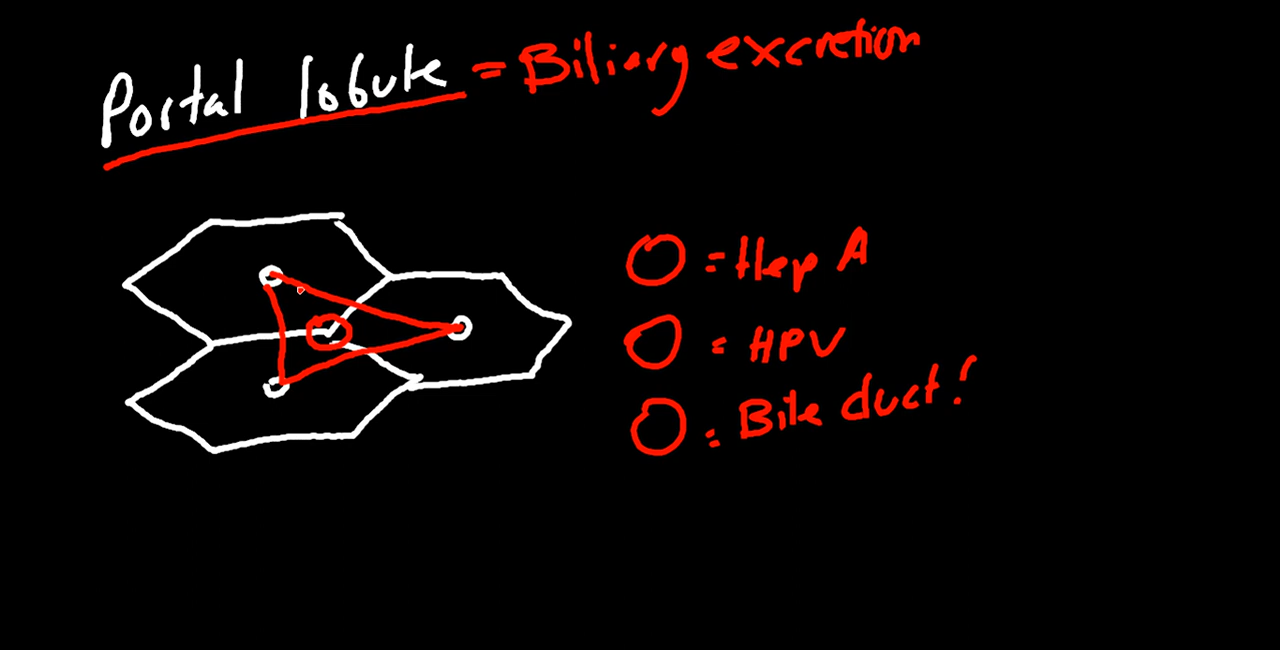 Portal lobule = Biliary excretion
O = Hep A
O = HPV
O = Bile duct!